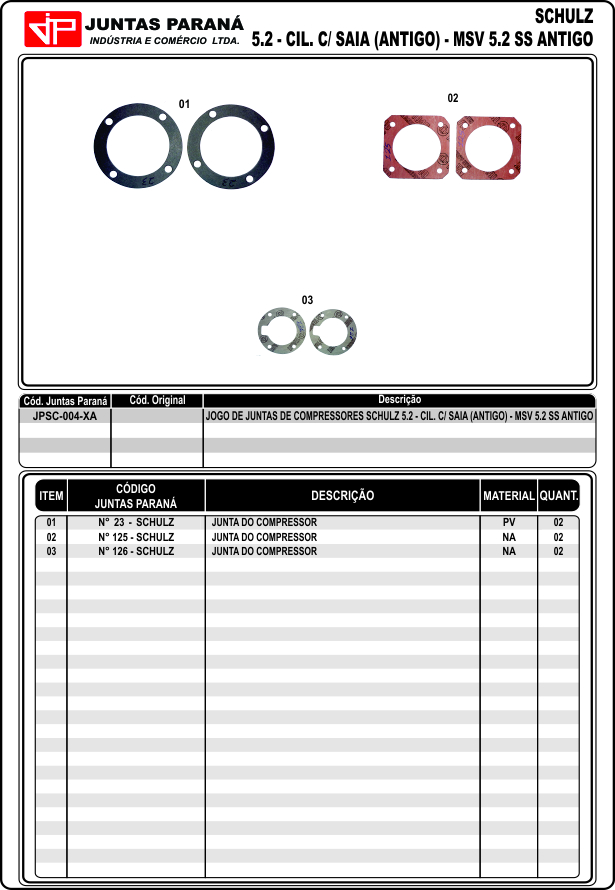 JP
JUNTAS PARANÁ
INDÚSTRIA E COMÉRCIO LTDA.
SCHULZ
5.2 - CIL. C/ SAIA (ANTIGO) - MSV 5.2 SS ANTIGO
01
02
03
Cód. Juntas Paraná Cód. Original Descrição
JPSC-004-XA JOGO DE JUNTAS DE COMPRESSORES SCHULZ 5.2 - CIL. C/ SAIA (ANTIGO) - MSV 5.2 SS ANTIGO
ITEM CÓDIGO JUNTAS PARANÁ DESCRIÇÃO MATERIAL QUANT.
01 N° 23 - SCHULZ JUNTA DO COMPRESSOR PV 02
02 N° 125 - SCHULZ JUNTA DO COMPRESSOR NA 02
03 N° 126 - SCHULZ JUNTA DO COMPRESSOR NA 02